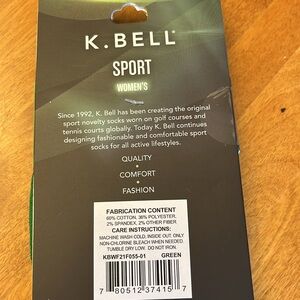 K.BELL®
SPORT
WOMEN'S
Since 1992, K. Bell has been creating the original
sport novelty socks worn on golf courses and
tennis courts globally. Today K. Bell continues
designing fashionable and comfortable sport
socks for all active lifestyles.
QUALITY
•
COMFORT
•
FASHION
FABRICATION CONTENT
60% COTTON, 36% POLYESTER,
2% SPANDEX, 2% OTHER FIBER.
CARE INSTRUCTIONS:
MACHINE WASH COLD, INSIDE OUT. ONLY
NON-CHLORINE BLEACH WHEN NEEDED.
TUMBLE DRY LOW. DO NOT IRON.
KBWF21F055-01 GREEN
7 80512 37415 7